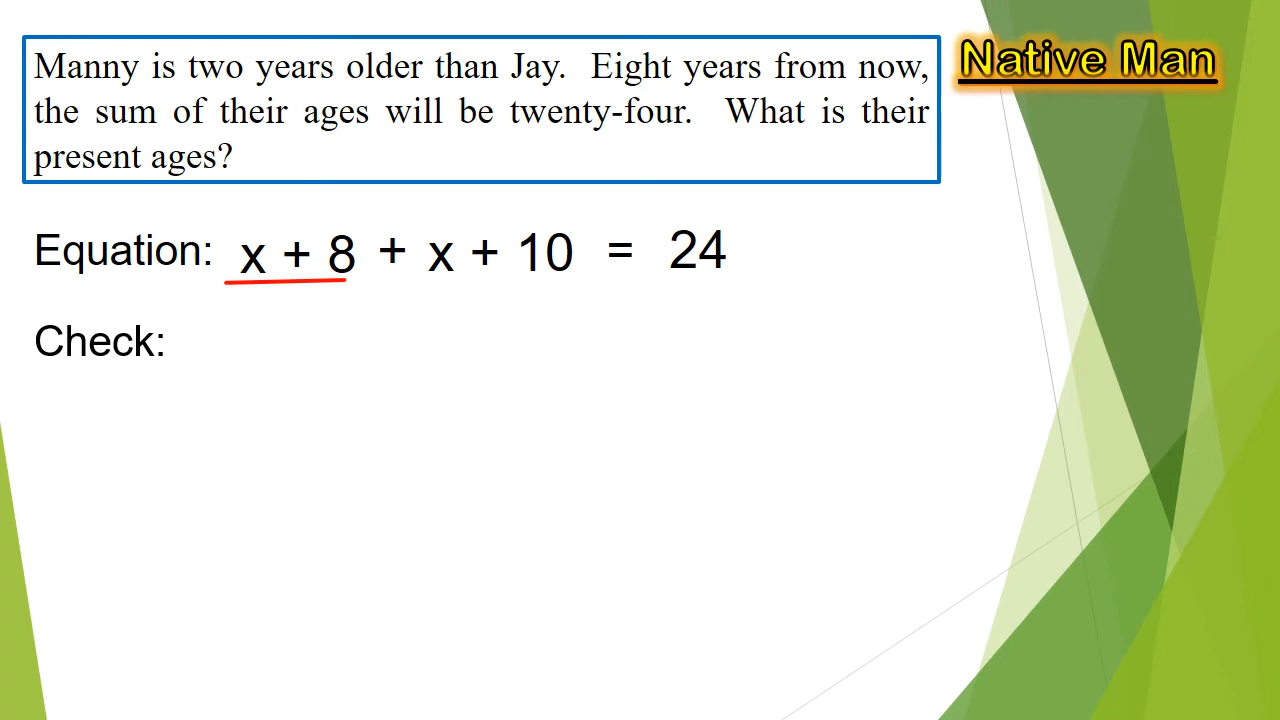 Manny is two years older than Jay. Eight years from now,
the sum of their ages will be twenty-four. What is their
present ages?
Native Man
Equation: x + 8 + x + 10 = 24
Check: